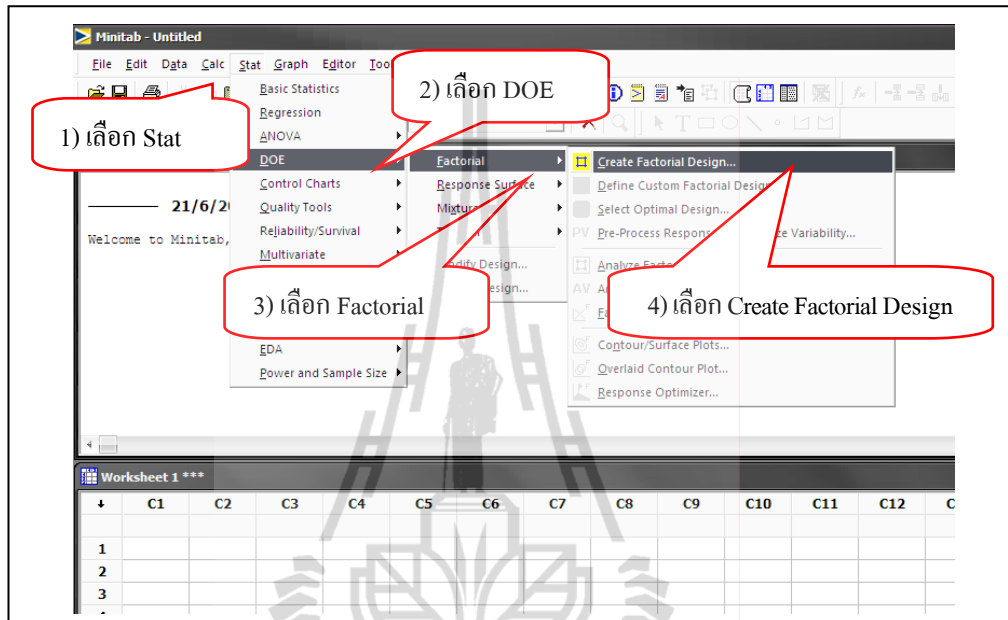 Minitab - Untitled
File Edit Data Calc Stat Graph Editor
1) เลือก Stat
2) เลือก DOE
Basic Statistics
Regression
ANOVA
DOE
Control Charts
Quality Tools
Reliability/Survival
Multivariate
EDA
Power and Sample Size
Factorial
Response Surface
Create Factorial Design...
Define Custom Factorial Design
Select Optimal Design...
PV Pre-Process
Variability...
Analyze
Contour/Surface Plots...
Overlaid Contour Plot...
Response Optimizer...
21/6/2
Welcome to Minitab,
3) เลือก Factorial
4) เลือก Create Factorial Design
Worksheet 1 ***
C1 C2 C3 C4 C5 C6 C7 C8 C9 C10 C11 C12
1
2
3